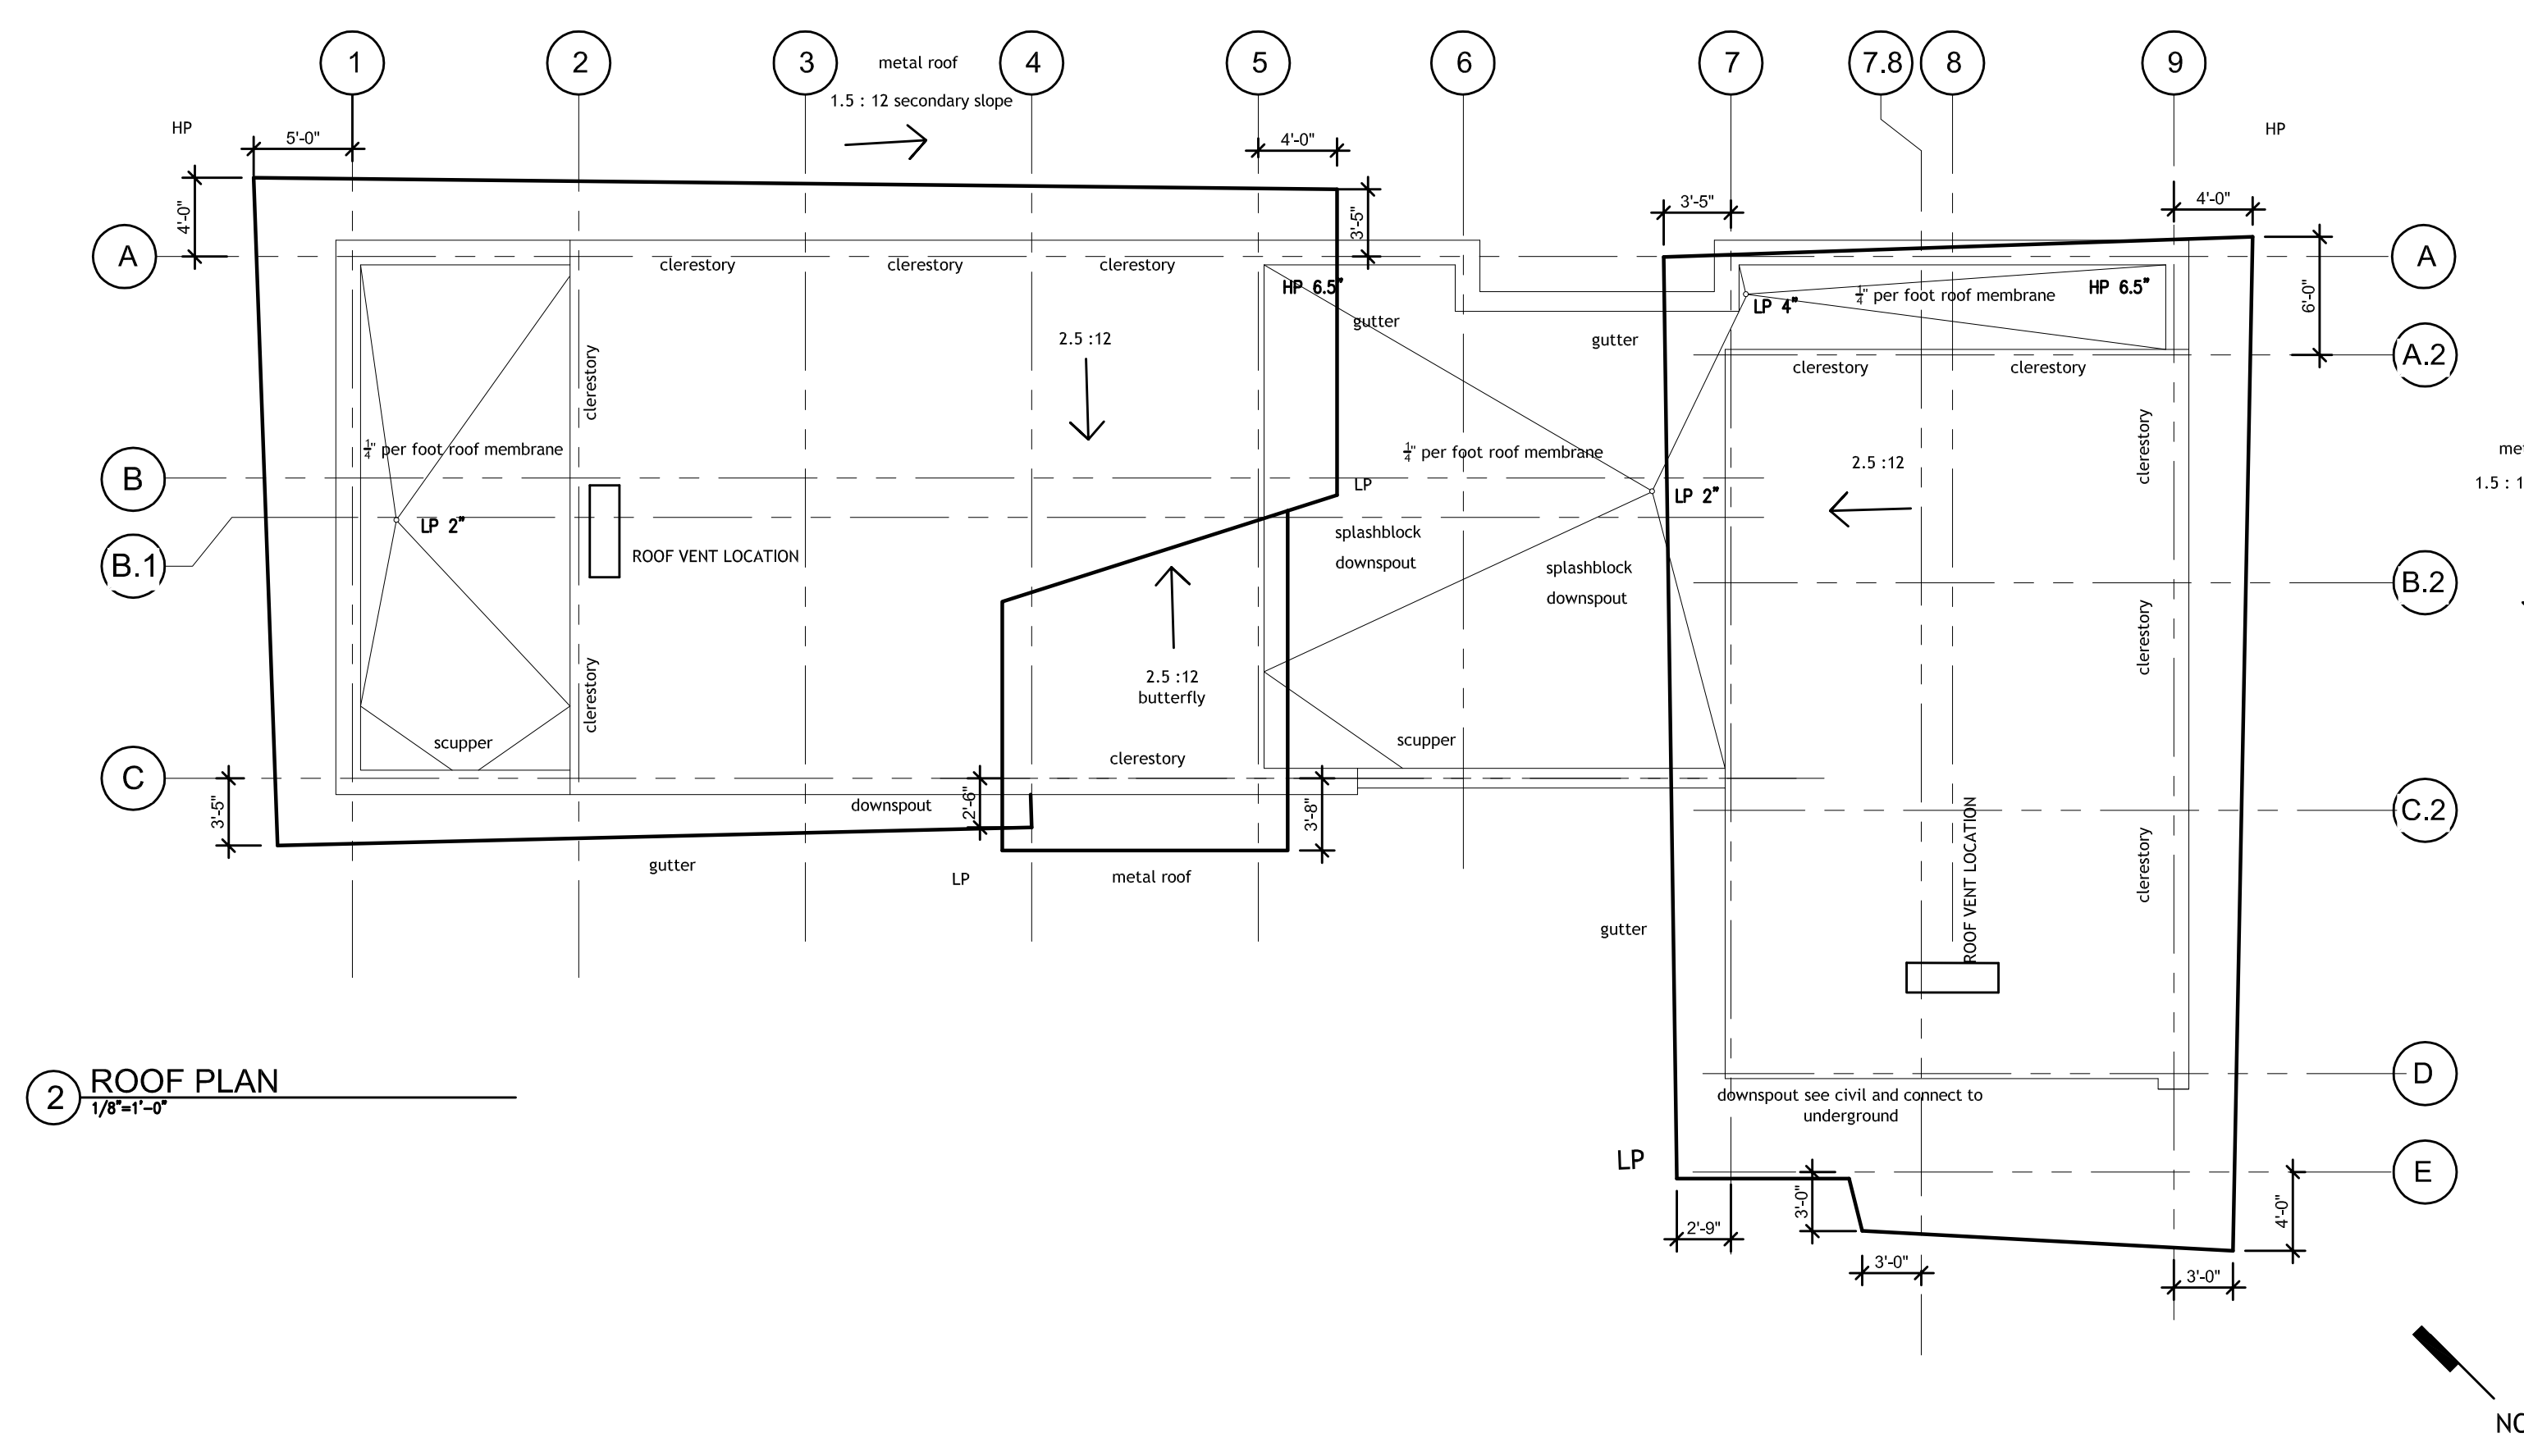 1
2
3
4
5
6
7
7.8
8
9
metal roof
1.5 : 12 secondary slope
HP
HP
5'-0"
4'-0"
4'-0"
3'-5"
3'-5"
4'-0"
6'-0"
A
A
clerestory
clerestory
clerestory
HP 6.5"
gutter
gutter
LP 4"
1/4" per foot roof membrane
HP 6.5"
A.2
clerestory
clerestory
2.5 :12
clerestory
clerestory
1/4" per foot roof membrane
1/4" per foot roof membrane
2.5 :12
1.5 : 1
B
LP
LP 2"
LP 2"
B.1
ROOF VENT LOCATION
splashblock
downspout
splashblock
downspout
B.2
clerestory
clerestory
2.5 :12
butterfly
scupper
scupper
clerestory
C
3'-5"
downspout
2'-6"
3'-8"
C.2
clerestory
gutter
LP
metal roof
ROOF VENT LOCATION
gutter
D
2
ROOF PLAN
1/8"=1'-0"
downspout see civil and connect to
underground
LP
E
3'-0"
4'-0"
2'-9"
3'-0"
3'-0"